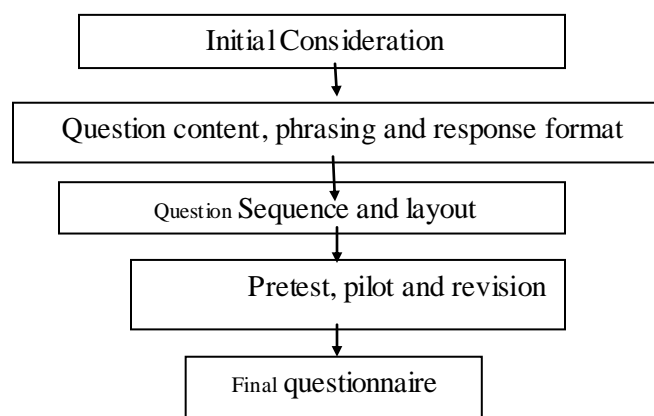 Initial Consideration
Question content, phrasing and response format
Question Sequence and layout
Pretest, pilot and revision
Final questionnaire